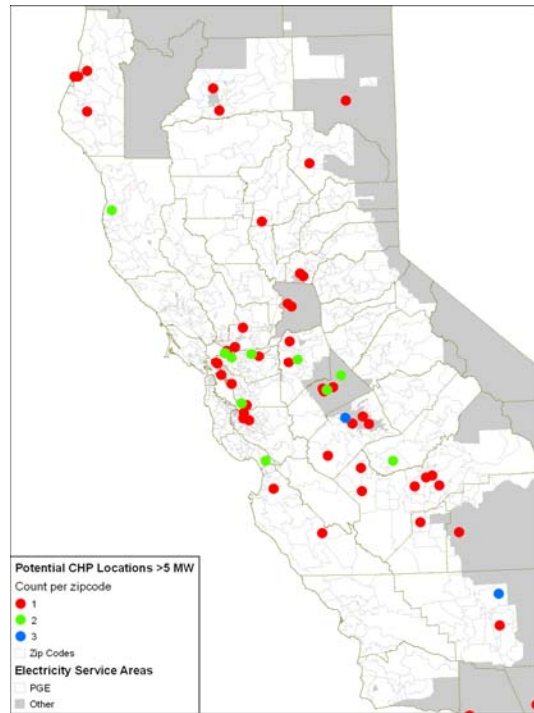 Potential CHP Locations >5 MW
Count per zipcode
1
2
3
Zip Codes
Electricity Service Areas
PGE
Other